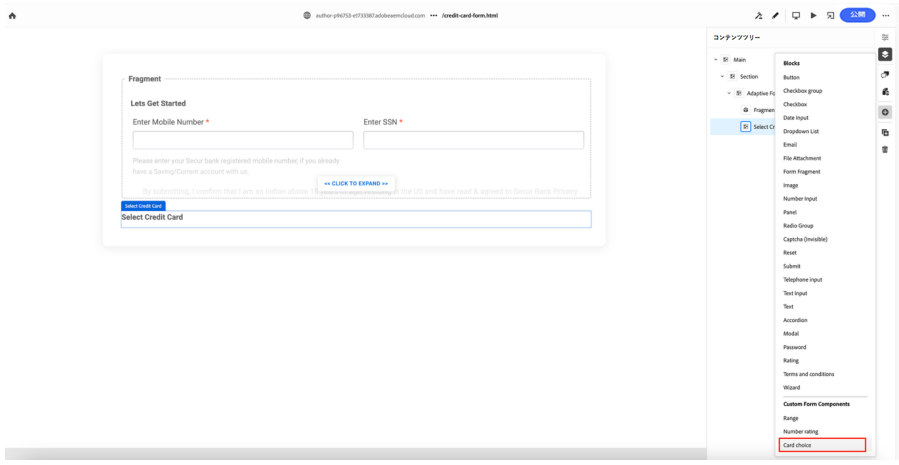 author-p96753-e1733387.adobeaemcloud.com ••• /credit-card-form.html
公開
コンテンツツリー
Fragment
Lets Get Started
Enter Mobile Number *
Enter SSN *
Please enter your Secur bank registered mobile number, if you already
have a Saving/Current account with us.
<< CLICK TO EXPAND >>
By submitting, I confirm that I am an Indian above 1 in the US and have read & agreed to Secur Bank Privacy
Select Credit Card
Select Credit Card
Main
Section
Adaptive Fo
Fragmen
Select Cr
Blocks
Button
Checkbox group
Checkbox
Date Input
Dropdown List
Email
File Attachment
Form Fragment
Image
Number Input
Panel
Radio Group
Captcha (Invisible)
Reset
Submit
Telephone Input
Text Input
Text
Accordion
Modal
Password
Rating
Terms and conditions
Wizard
Custom Form Components
Range
Number rating
Card choice